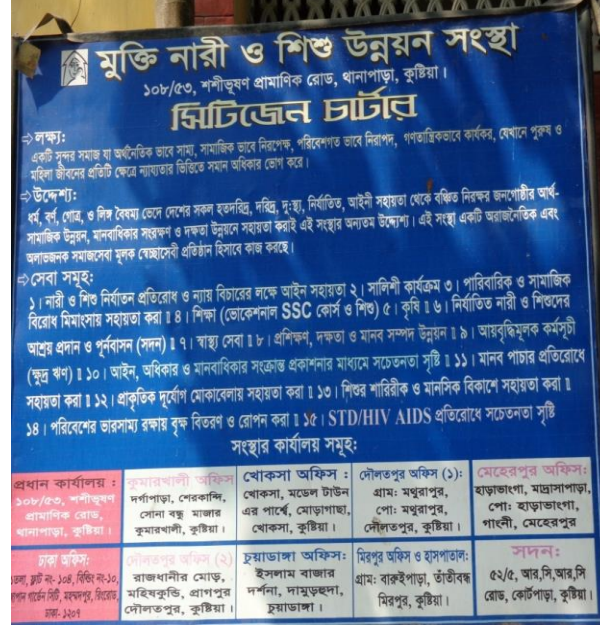 মুক্তি নারী ও শিশু উন্নয়ন সংস্থা
১০৮/৫৩, শশীভূষণ প্রামাণিক রোড, থানাপাড়া, কুষ্টিয়া।
সিটিজেন চার্টার
⇨লক্ষ্য:
একটি সুন্দর সমাজ যা অর্থনৈতিক ভাবে সাম্য, সামাজিক ভাবে নিরপেক্ষ, পরিবেশগত ভাবে নিরাপদ, গণতান্ত্রিকভাবে কার্যকর, যেখানে পুরুষ ও
মহিলা জীবনের প্রতিটি ক্ষেত্রে ন্যায্যতার ভিত্তিতে সমান অধিকার ভোগ করে।
⇨উদ্দেশ্য:
ধর্ম, বর্ণ, গোত্র, ও লিঙ্গ বৈষম্য ভেদে দেশের সকল হতদরিদ্র, দরিদ্র, দু:স্থ্য, নির্যাতিত, আইনী সহায়তা থেকে বঞ্চিত নিরক্ষর জনগোষ্ঠীর আর্থ-
সামাজিক উন্নয়ন, মানবাধিকার সংরক্ষণ ও দক্ষতা উন্নয়নে সহায়তা করাই এই সংস্থার অন্যতম উদ্দ্যেশ্য। এই সংস্থা একটি অরাজনৈতিক এবং
অলাভজনক সমাজসেবা মূলক স্বেচ্ছাসেবী প্রতিষ্ঠান হিসাবে কাজ করছে।
⇨সেবা সমূহ:
১। নারী ও শিশু নির্যাতন প্রতিরোধ ও ন্যায় বিচারের লক্ষে আইন সহায়তা ২। সালিশী কার্যক্রম ৩। পারিবারিক ও সামাজিক
বিরোধ মিমাংসায় সহায়তা করা॥ ৪। শিক্ষা (ভোকেশনাল SSC কোর্স ও শিশু) ৫। কৃষি॥ ৬। নির্যাতিত নারী ও শিশুদের
আশ্রয় প্রদান ও পূর্নবাসন (সদন)॥ ৭। স্বাস্থ্য সেবা॥ ৮। প্রশিক্ষণ, দক্ষতা ও মানব সম্পদ উন্নয়ন॥ ৯। আয়বৃদ্ধিমূলক কর্মসূচী
(ক্ষুদ্র ঋণ)॥ ১০। আইন, অধিকার ও মানবাধিকার সংক্রান্ত প্রকাশনার মাধ্যমে সচেতনতা সৃষ্টি॥ ১১। মানব পাচার প্রতিরোধে
সহায়তা করা॥ ১২। প্রাকৃতিক দূর্যোগ মোকাবেলায় সহায়তা করা॥ ১৩। শিশুর শারিরীক ও মানসিক বিকাশে সহায়তা করা॥
১৪। পরিবেশের ভারসাম্য রক্ষায় বৃক্ষ বিতরণ ও রোপন করা॥ ১৫। STD/HIV AIDS প্রতিরোধে সচেতনতা সৃষ্টি
সংস্থার কার্যালয় সমূহ:
প্রধান কার্যালয় :
১০৮/৫৩, শশীভূষণ
প্রামাণিক রোড,
থানাপাড়া, কুষ্টিয়া।
কুমারখালী অফিস
দর্গাপাড়া, শেরকান্দি,
সোনা বন্ধু মাজার
কুমারখালী, কুষ্টিয়া।
খোকসা অফিস :
খোকসা, মডেল টাউন
এর পার্শ্বে, মোড়াগাছা,
খোকসা, কুষ্টিয়া।
দৌলতপুর অফিস (১):
গ্রাম: মথুরাপুর,
পো: মথুরাপুর,
দৌলতপুর, কুষ্টিয়া।
মেহেরপুর অফিস:
হাড়াভাংগা, মাদ্রাসাপাড়া,
পো: হাড়াভাংগা,
গাংনী, মেহেরপুর
ঢাকা অফিস:
তলা, ফ্লাট নং- ১০৪, বিল্ডিং নং-১০,
গার্ডেন সিটি, মহম্মদপুর, রিংরোড,
ঢাকা- ১২০৭
দৌলতপুর অফিস (২)
রাজধানীর মোড়,
মহিষকুন্ডি, প্রাগপুর
দৌলতপুর, কুষ্টিয়া।
চুয়াডাঙ্গা অফিস:
ইসলাম বাজার
দর্শনা, দামুড়হুদা,
চুয়াডাঙ্গা।
মিরপুর অফিস ও হাসপাতাল:
গ্রাম: বারুইপাড়া, তাঁতীবন্ধ
মিরপুর, কুষ্টিয়া।
সদন:
৫২/৫, আর,সি,আর,সি
রোড, কোর্টপাড়া, কুষ্টিয়া।